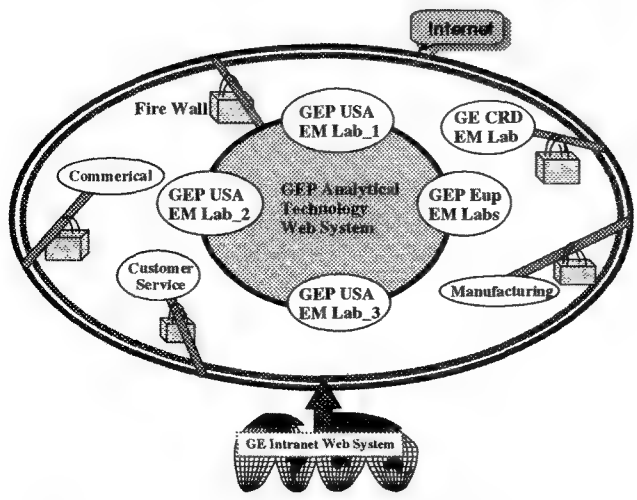 Internet
Fire Wall
GEP USA
EM Lab_1
GE CRD
EM Lab
Commerical
GEP USA
EM Lab_2
GEP Analytical
Technology
Web System
GEP Eup
EM Labs
Customer
Service
GEP USA
EM Lab_3
Manufacturing
GE Intranet Web System